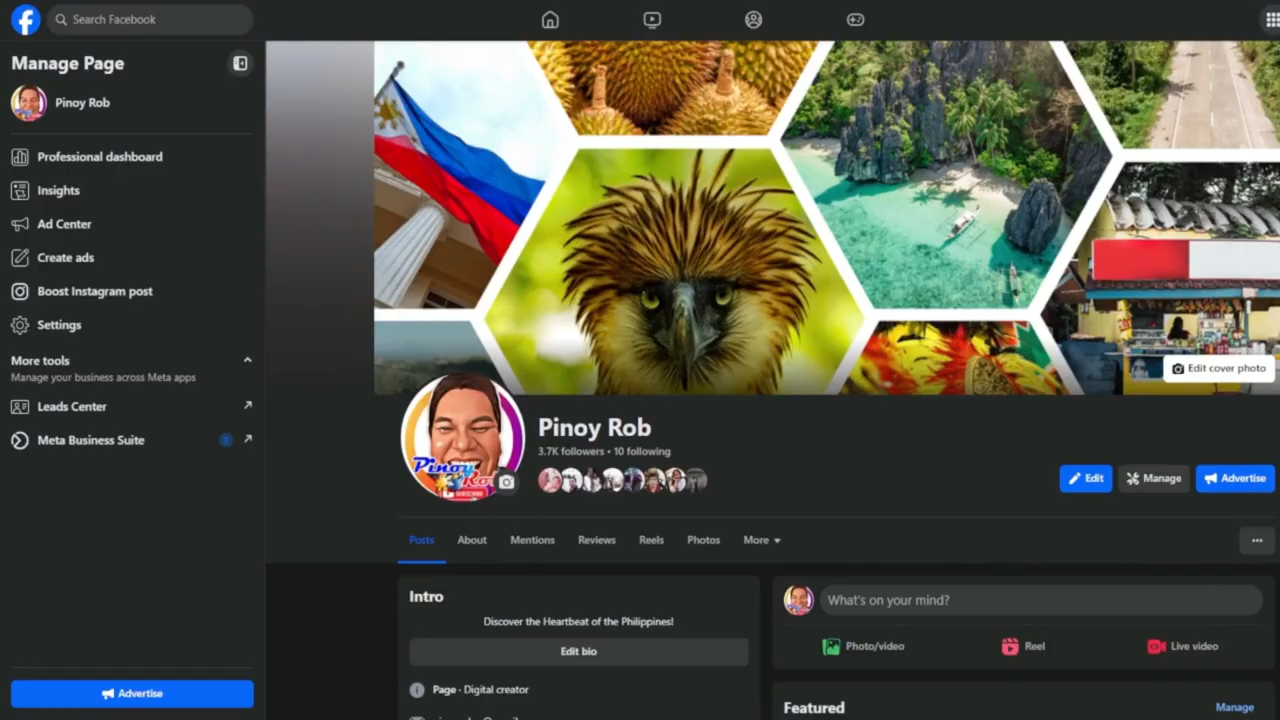 Search Facebook
Manage Page
Pinoy Rob
Professional dashboard
Insights
Ad Center
Create ads
Boost Instagram post
Settings
More tools
Manage your business across Meta apps
Leads Center
Meta Business Suite
Advertise
Edit cover photo
Pinoy
SUBSCRIBE
Pinoy Rob
3.7K followers • 10 following
Edit
Manage
Advertise
Posts
About
Mentions
Reviews
Reels
Photos
More
Intro
Discover the Heartbeat of the Philippines!
Edit bio
Page · Digital creator
What's on your mind?
Photo/video
Reel
Live video
Featured
Manage